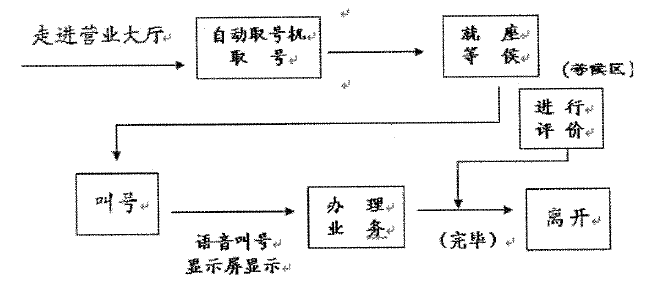 走进营业大厅
自动取号机
取 号
就 座
等 侯
(等候区)
进 行
评 价
叫号
语音叫号
显示屏显示
办 理
业 务
(完毕)
离开